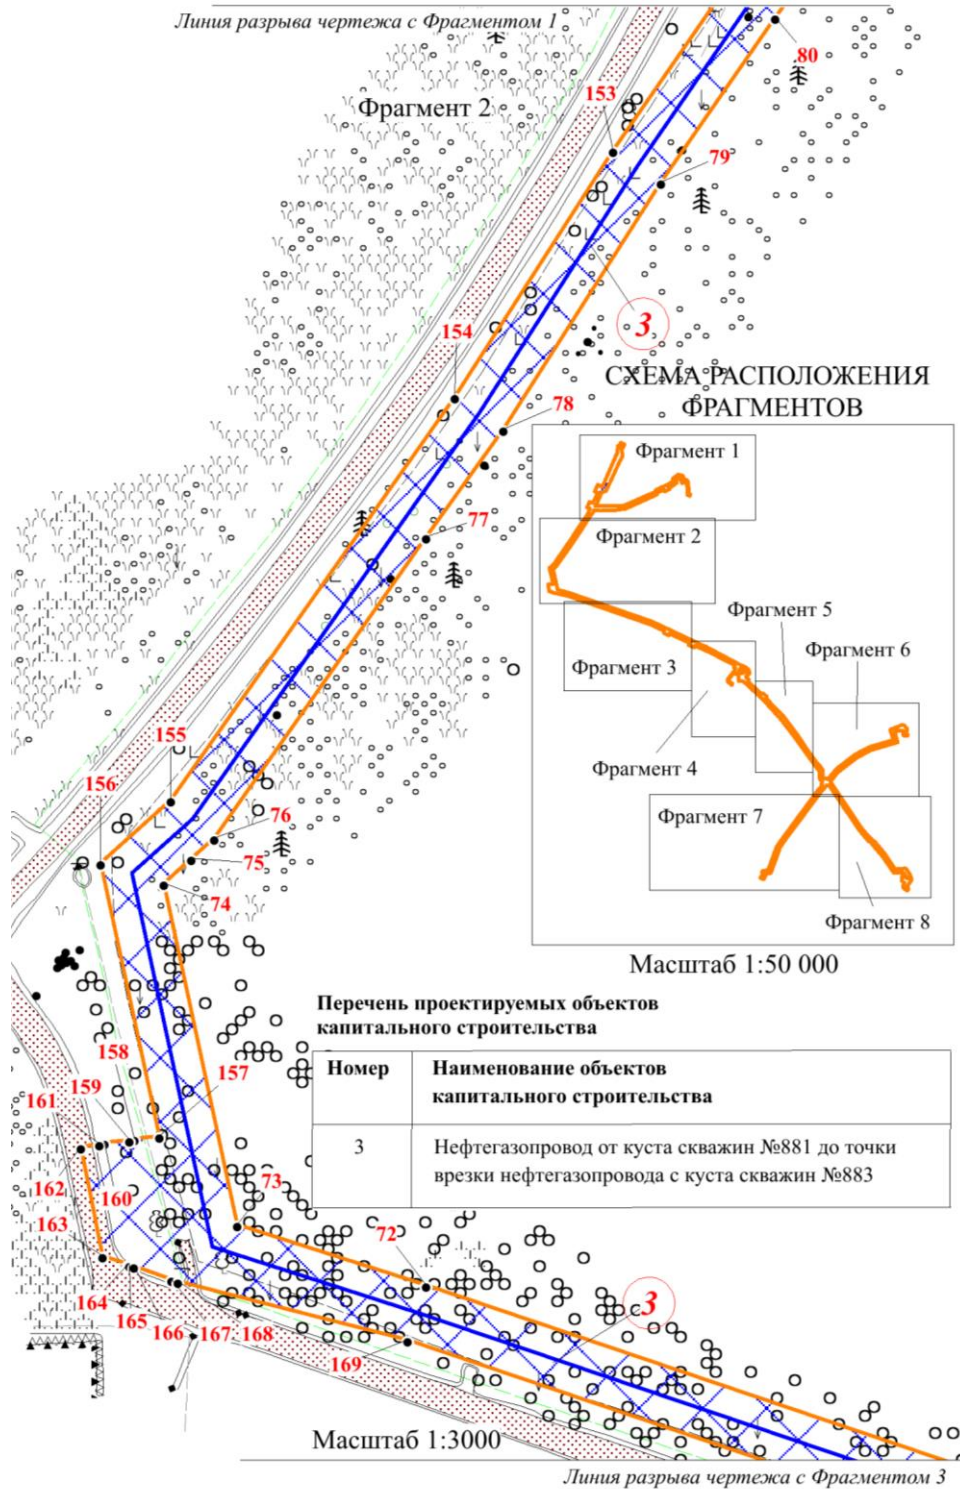 Линия разрыва чертежа с Фрагментом 1
80
Фрагмент 2
153
79
3
154
СХЕМА РАСПОЛОЖЕНИЯ
ФРАГМЕНТОВ
78
Фрагмент 1
77
Фрагмент 2
Фрагмент 5
Фрагмент 6
Фрагмент 3
155
Фрагмент 4
156
76
Фрагмент 7
75
74
Фрагмент 8
Масштаб 1:50 000
Перечень проектируемых объектов
капитального строительства
158
157
Номер
Наименование объектов
капитального строительства
159
161
3
Нефтегазопровод от куста скважин №881 до точки
врезки нефтегазопровода с куста скважин №883
162
160
73
163
72
3
164
165
166
167
168
169
Масштаб 1:3000
Линия разрыва чертежа с Фрагментом 3